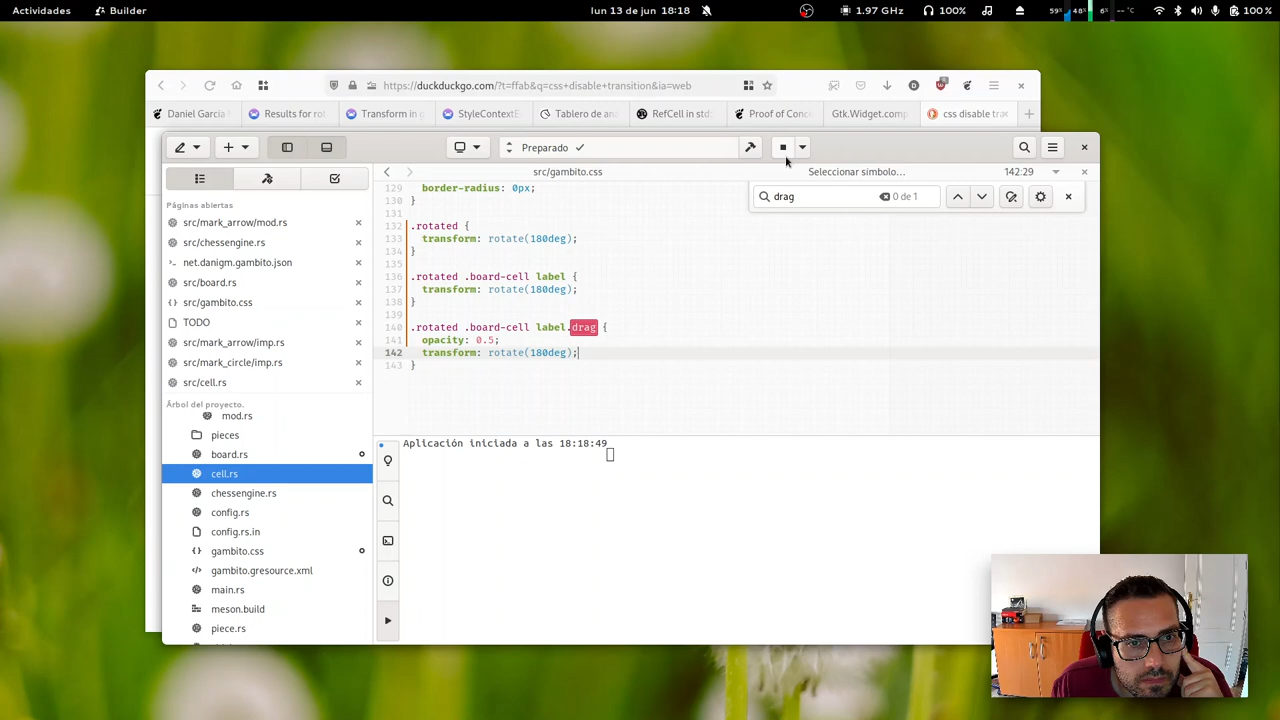 Actividades
Builder
lun 13 de jun 18:18
1.97 GHz
100%
59%
48%
6%
-- °C
100 %
https://duckduckgo.com/?t=ffab&q=css+disable+transition&ia=web
Daniel García
Results for ro
Transform in g
StyleContextE
Tablero de an
RefCell in std:
Proof of Conc
Gtk.Widget.com
css disable tra
Preparado
src/gambito.css
Seleccionar símbolo…
142:29
drag
0 de 1
Páginas abiertas
src/mark_arrow/mod.rs
src/chessengine.rs
net.danigm.gambito.json
src/board.rs
src/gambito.css
TODO
src/mark_arrow/imp.rs
src/mark_circle/imp.rs
src/cell.rs
Árbol del proyecto.
mod.rs
pieces
board.rs
cell.rs
chessengine.rs
config.rs
config.rs.in
gambito.css
gambito.gresource.xml
main.rs
meson.build
piece.rs
129 border-radius: 0px;
130 }
131
132 .rotated {
133 transform: rotate(180deg);
134 }
135
136 .rotated .board-cell label {
137 transform: rotate(180deg);
138 }
139
140 .rotated .board-cell label.drag {
141 opacity: 0.5;
142 transform: rotate(180deg);
143 }
Aplicación iniciada a las 18:18:49